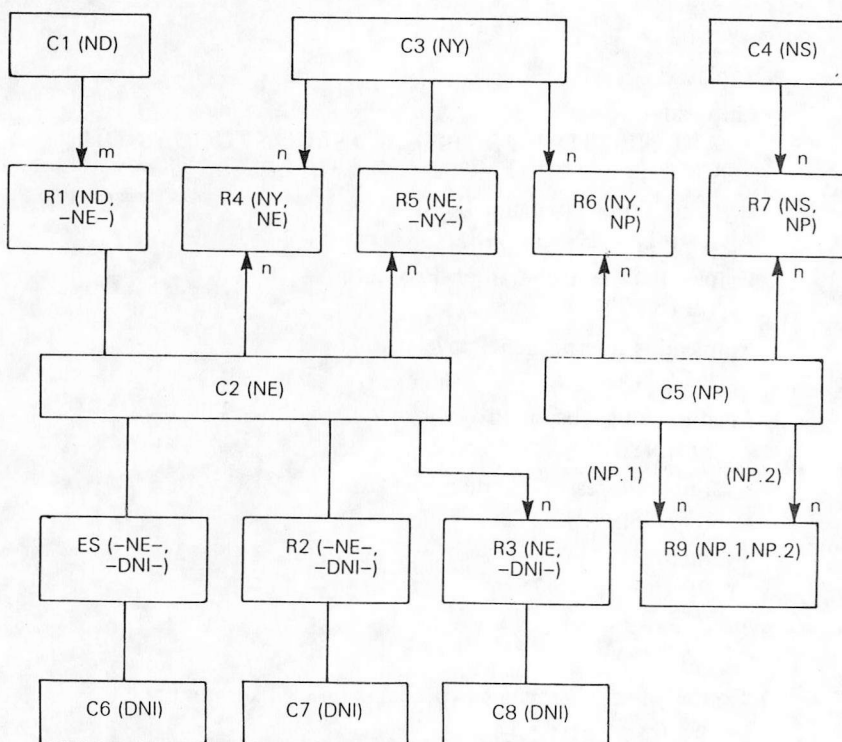 C1 (ND)
C3 (NY)
C4 (NS)
m
n
n
n
R1 (ND,
–NE–)
R4 (NY,
NE)
R5 (NE,
–NY–)
R6 (NY,
NP)
R7 (NS,
NP)
n
n
n
n
C2 (NE)
C5 (NP)
(NP.1)
(NP.2)
n
n
n
ES (–NE–,
–DNI–)
R2 (–NE–,
–DNI–)
R3 (NE,
–DNI–)
R9 (NP.1,NP.2)
C6 (DNI)
C7 (DNI)
C8 (DNI)